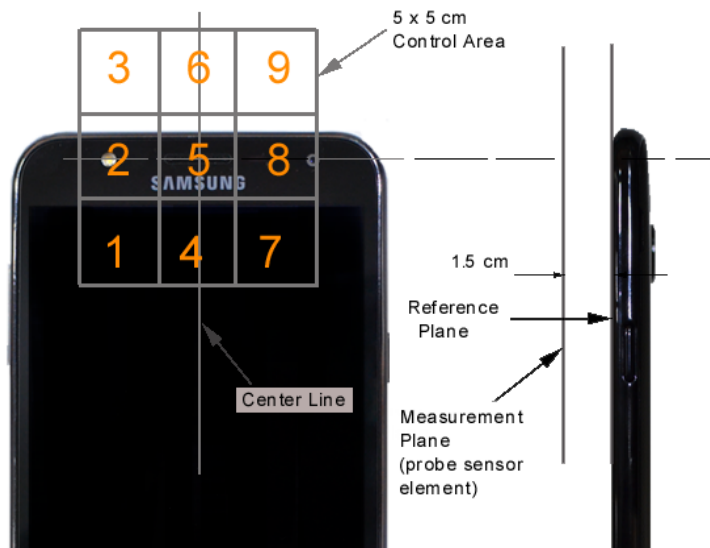 5 x 5 cm
Control Area
3 6 9
2 5 8
SAMSUNG
1 4 7
1.5 cm
Reference
Plane
Center Line
Measurement
Plane
(probe sensor
element)